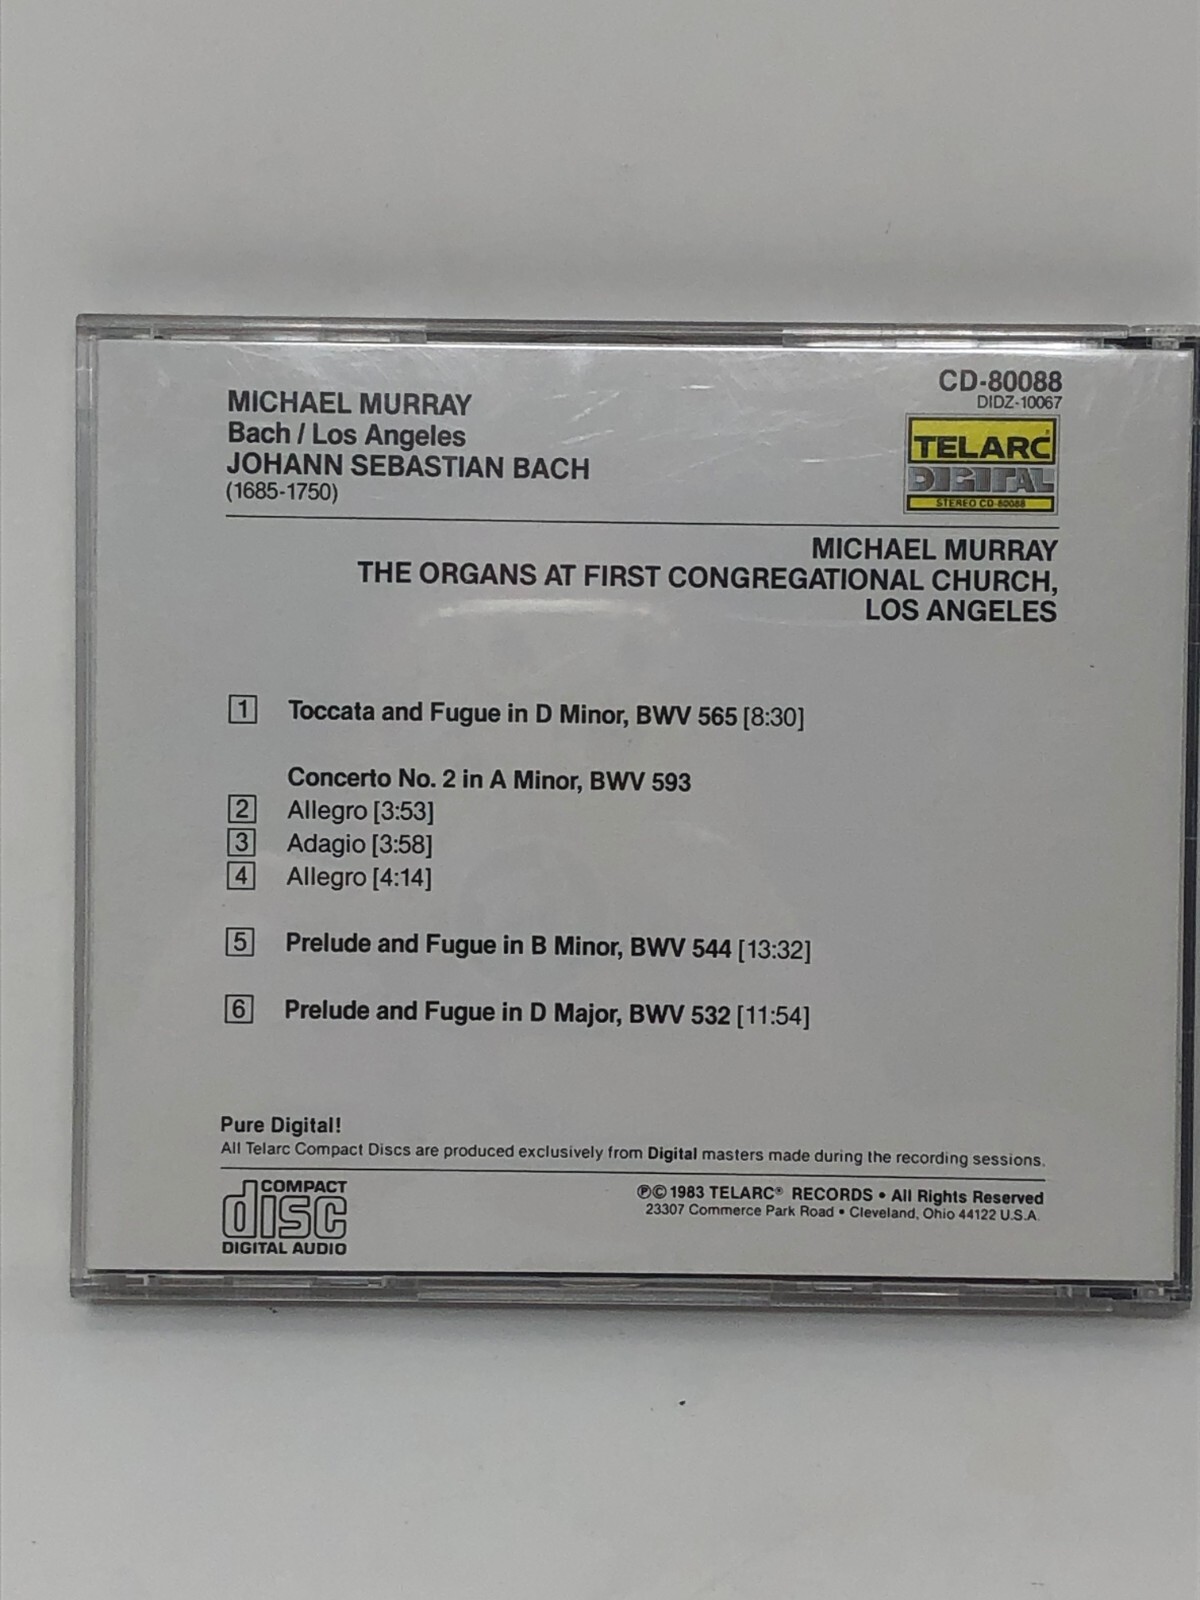 MICHAEL MURRAY
Bach / Los Angeles
JOHANN SEBASTIAN BACH
(1685-1750)
CD-80088
DIDZ-10067
TELARC®
DIGITAL
STEREO CD-80088
MICHAEL MURRAY
THE ORGANS AT FIRST CONGREGATIONAL CHURCH,
LOS ANGELES
1 Toccata and Fugue in D Minor, BWV 565 [8:30]
Concerto No. 2 in A Minor, BWV 593
2 Allegro [3:53]
3 Adagio [3:58]
4 Allegro [4:14]
5 Prelude and Fugue in B Minor, BWV 544 [13:32]
6 Prelude and Fugue in D Major, BWV 532 [11:54]
Pure Digital!
All Telarc Compact Discs are produced exclusively from Digital masters made during the recording sessions.
COMPACT
disc
DIGITAL AUDIO
℗© 1983 TELARC® RECORDS • All Rights Reserved
23307 Commerce Park Road • Cleveland, Ohio 44122 U.S.A.